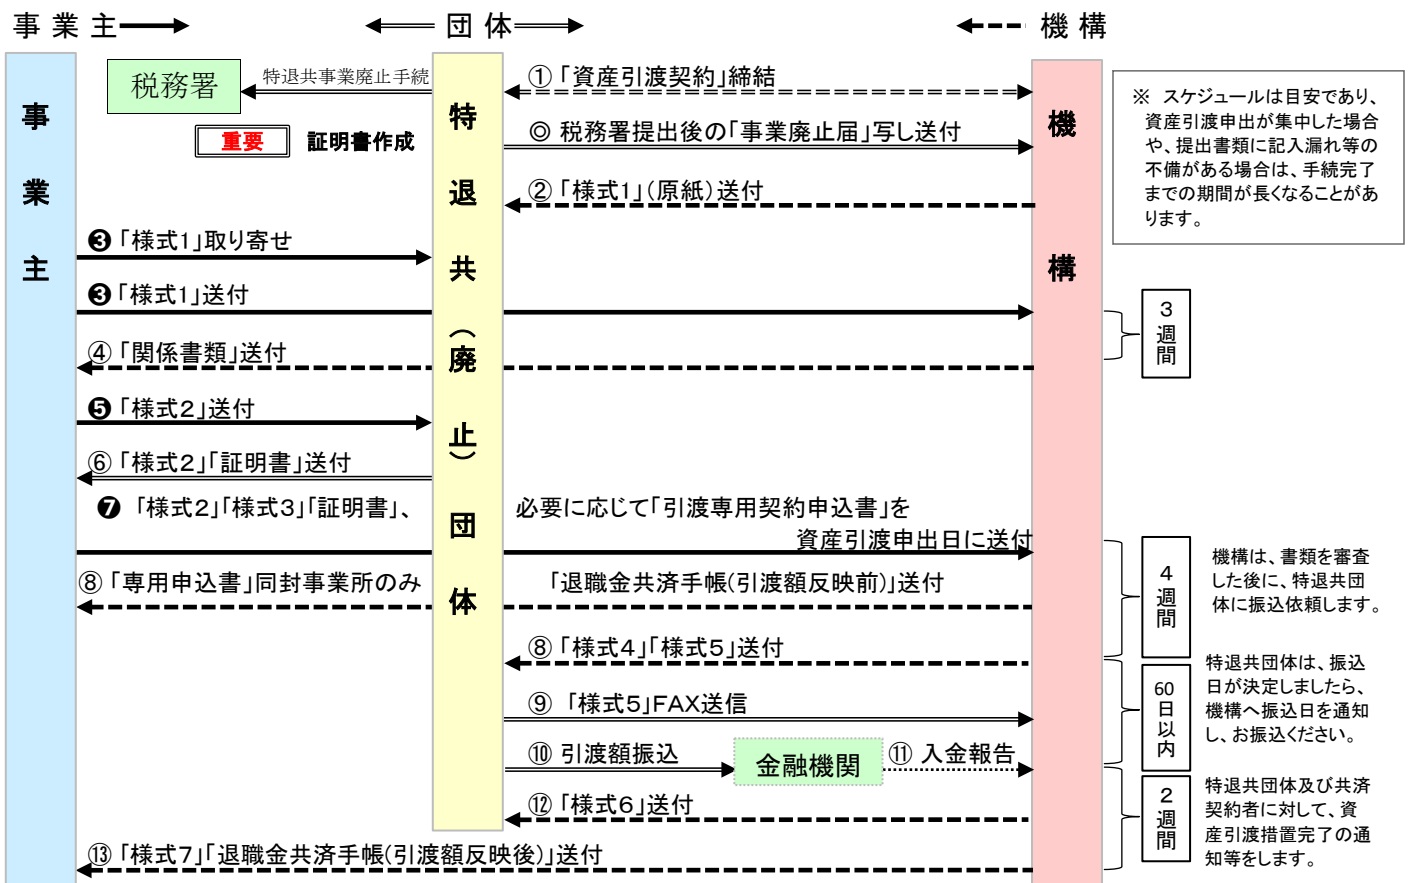 事業主 団体 機構
税務署
特退共事業廃止手続
①「資産引渡契約」締結
重要 証明書作成
◎ 税務署提出後の「事業廃止届」写し送付
②「様式1」(原紙)送付
❸「様式1」取り寄せ
❸「様式1」送付
④「関係書類」送付
❺「様式2」送付
⑥「様式2」「証明書」送付
❼ 「様式2」「様式3」「証明書」、 必要に応じて「引渡専用契約申込書」を
資産引渡申出日に送付
⑧「専用申込書」同封事業所のみ 「退職金共済手帳(引渡額反映前)」送付
⑧「様式4」「様式5」送付
⑨ 「様式5」FAX送信
⑩ 引渡額振込
金融機関
⑪ 入金報告
⑫「様式6」送付
⑬「様式7」「退職金共済手帳(引渡額反映後)」送付
事業主
特退共(廃止)団体
機構
※ スケジュールは目安であり、
資産引渡申出が集中した場合
や、提出書類に記入漏れ等の
不備がある場合は、手続完了
までの期間が長くなることがあ
ります。
3週間
4週間
機構は、書類を審査
した後に、特退共団
体に振込依頼します。
60日以内
特退共団体は、振込
日が決定しましたら、
機構へ振込日を通知
し、お振込ください。
2週間
特退共団体及び共済
契約者に対して、資
産引渡措置完了の通
知等をします。